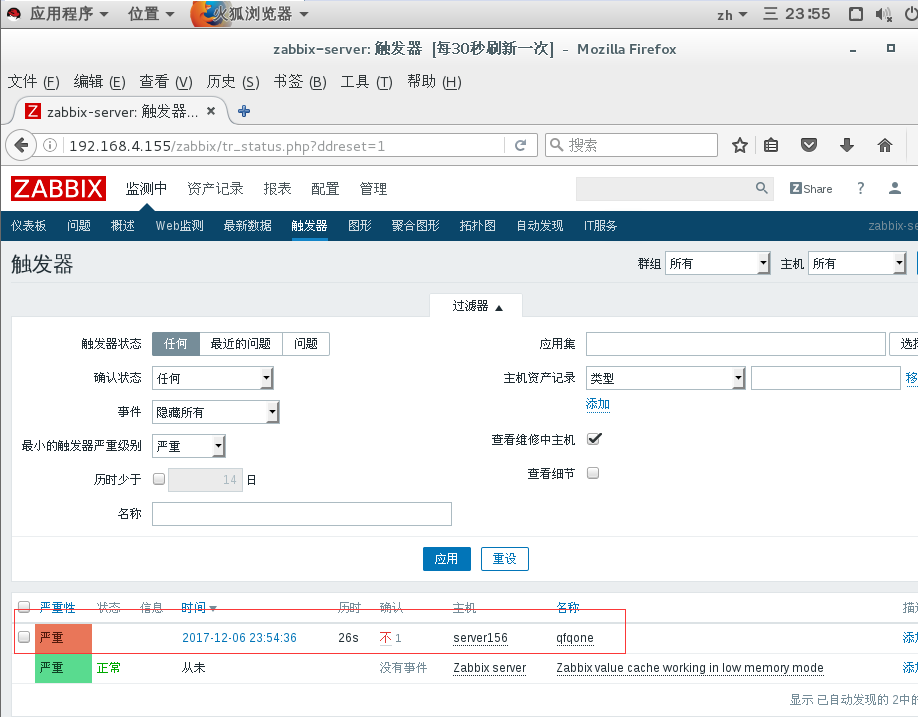 应用程序 位置 火狐浏览器 zh 三 23:55
zabbix-server: 触发器 [每30秒刷新一次] - Mozilla Firefox
文件 (F) 编辑 (E) 查看 (V) 历史 (S) 书签 (B) 工具 (T) 帮助 (H)
Z zabbix-server: 触发器...
192.168.4.155/zabbix/tr_status.php?ddreset=1 搜索
ZABBIX 监测中 资产记录 报表 配置 管理 Z Share ?
仪表板 问题 概述 Web监测 最新数据 触发器 图形 聚合图形 拓扑图 自动发现 IT服务 zabbix-se
触发器 群组 所有 主机 所有
过滤器
触发器状态 任何 最近的问题 问题 应用集 选择
确认状态 任何 主机资产记录 类型 移
添加
事件 隐藏所有
最小的触发器严重级别 严重 查看维修中主机
历时少于 14 日 查看细节
名称
应用 重设
严重性 状态 信息 时间 历时 确认 主机 名称 描述
严重 2017-12-06 23:54:36 26s 不 1 server156 qfqone 添加
严重 正常 从未 没有事件 Zabbix server Zabbix value cache working in low memory mode 添加
显示 已自动发现的 2中的